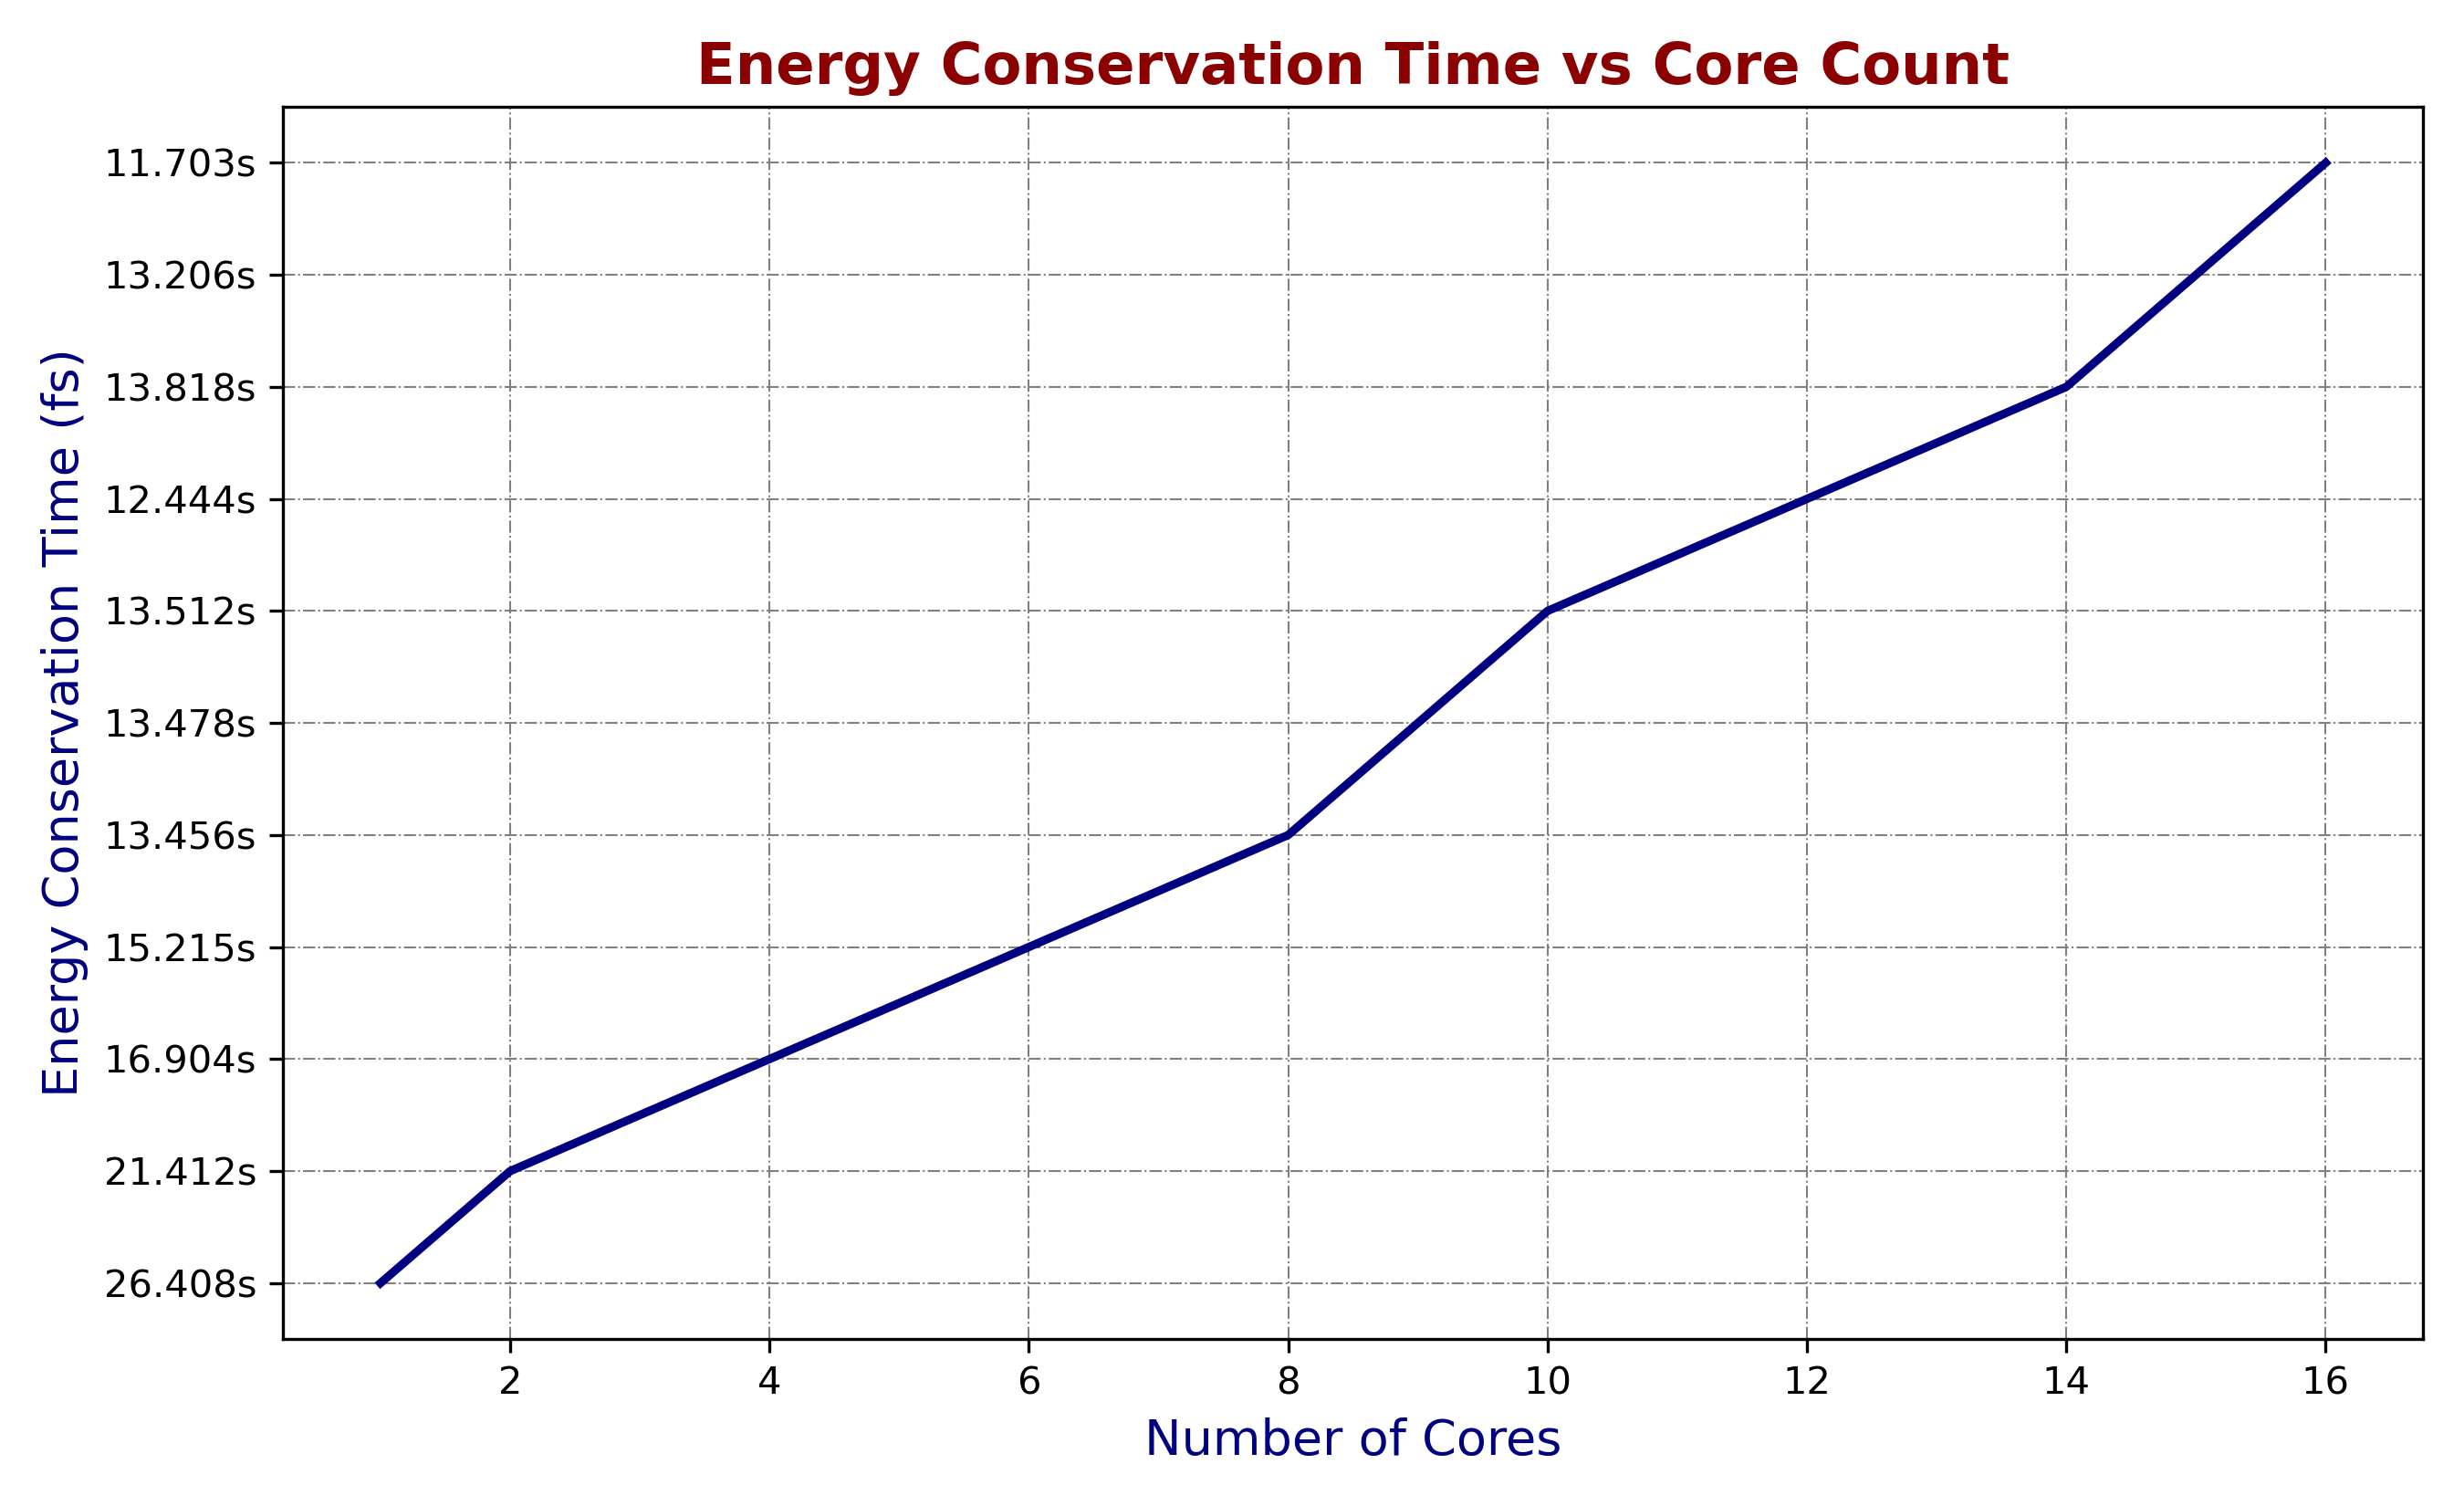 Energy Conservation Time vs Core Count
Energy Conservation Time (fs)
11.703s
13.206s
13.818s
12.444s
13.512s
13.478s
13.456s
15.215s
16.904s
21.412s
26.408s
2 4 6 8 10 12 14 16
Number of Cores